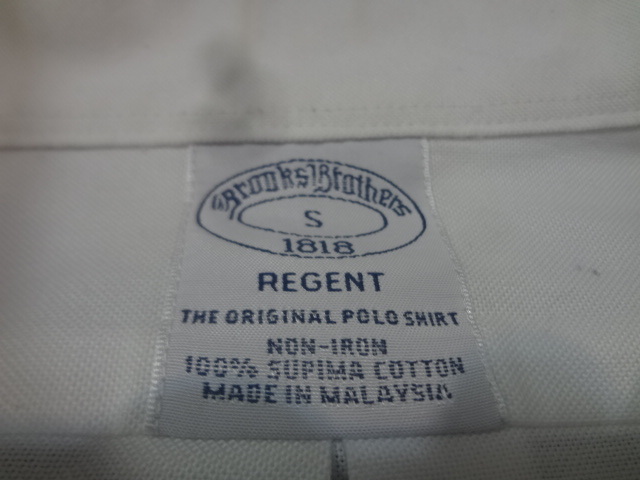 Brooks Brothers
S
1818
REGENT
THE ORIGINAL POLO SHIRT
NON-IRON
100% SUPIMA COTTON
MADE IN MALAYSIA